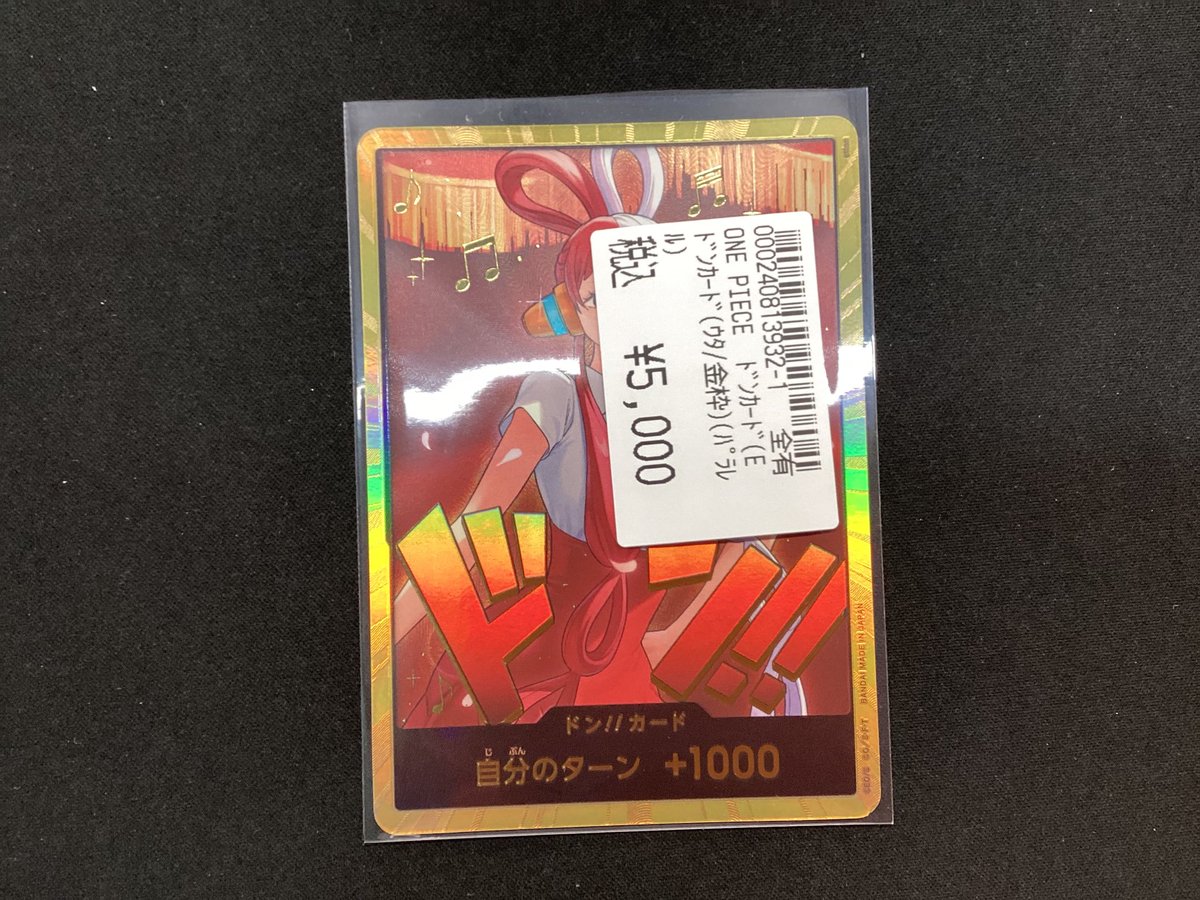 000240813932-1 全有
ONE PIECE ドンカード(E
ドンカード(ウタ/金枠)(パラレ
ル)
税込 ¥5,000
ドン!!
ドン!!カード
じ ぶん
自分のターン +1000
BANDAI MADE IN JAPAN